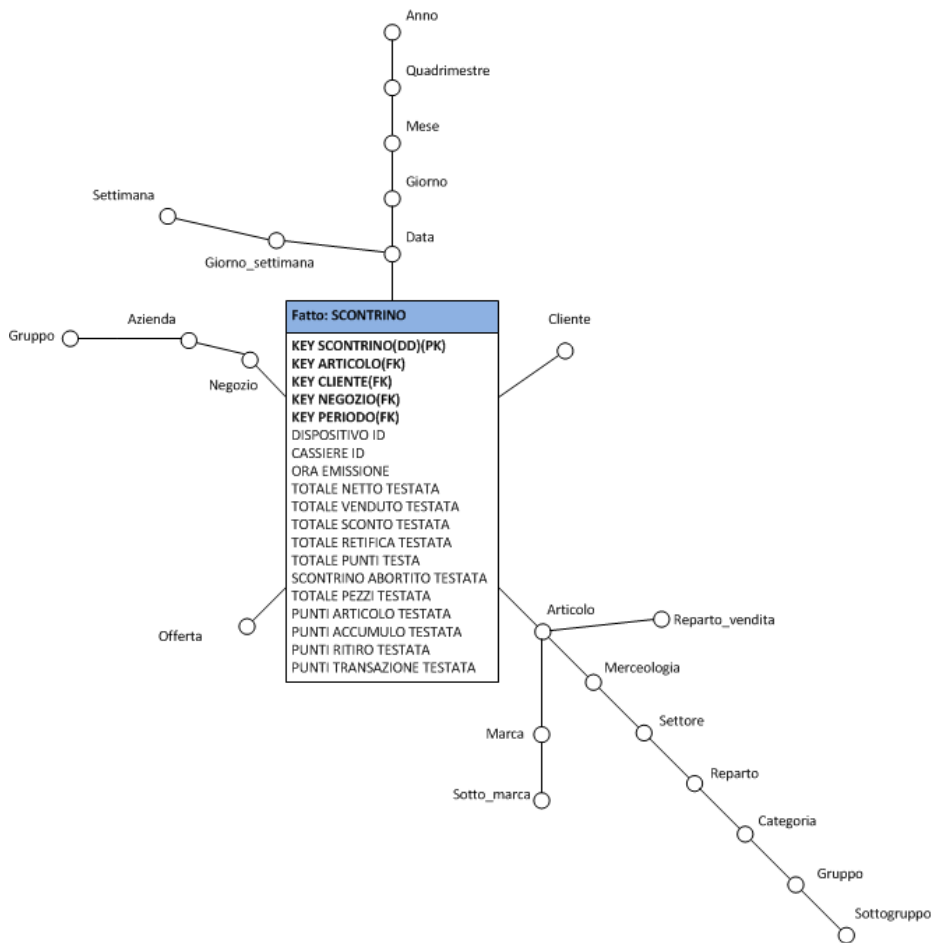 Anno
Quadrimestre
Mese
Giorno
Settimana
Data
Giorno_settimana
Fatto: SCONTRINO
Cliente
Azienda
Gruppo
Negozio
KEY SCONTRINO(DD)(PK)
KEY ARTICOLO(FK)
KEY CLIENTE(FK)
KEY NEGOZIO(FK)
KEY PERIODO(FK)
DISPOSITIVO ID
CASSIERE ID
ORA EMISSIONE
TOTALE NETTO TESTATA
TOTALE VENDUTO TESTATA
TOTALE SCONTO TESTATA
TOTALE RETIFICA TESTATA
TOTALE PUNTI TESTA
SCONTRINO ABORTITO TESTATA
TOTALE PEZZI TESTATA
PUNTI ARTICOLO TESTATA
PUNTI ACCUMULO TESTATA
PUNTI RITIRO TESTATA
PUNTI TRANSAZIONE TESTATA
Offerta
Articolo
Reparto_vendita
Merceologia
Settore
Marca
Reparto
Sotto_marca
Categoria
Gruppo
Sottogruppo